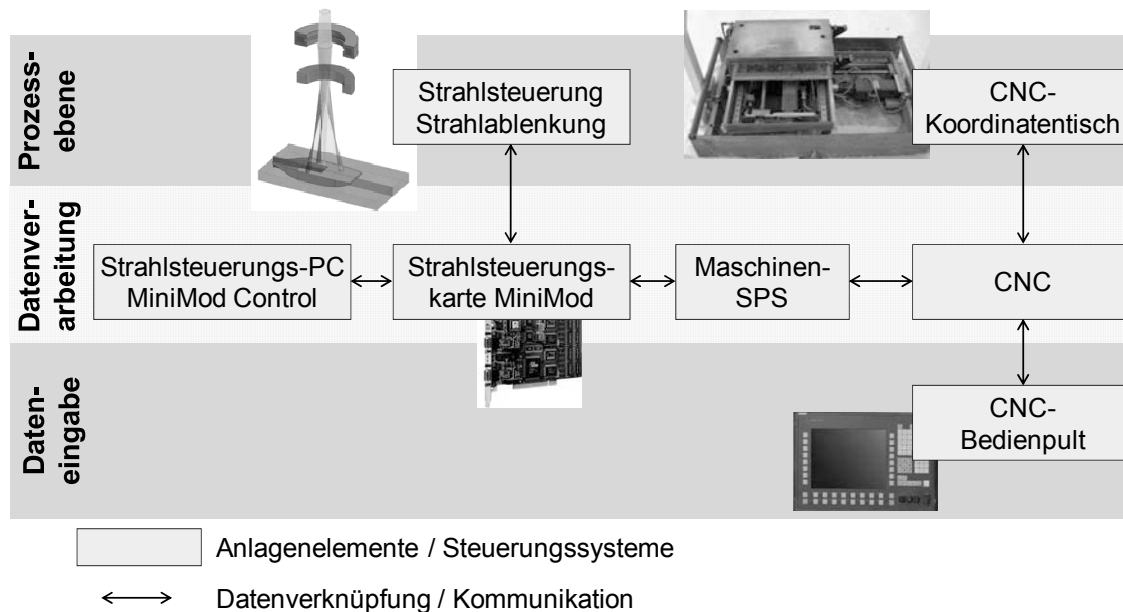 Prozess-
ebene
Strahlsteuerung
Strahlablenkung
CNC-
Koordinatentisch
Datenver-
arbeitung
Strahlsteuerungs-PC
MiniMod Control
Strahlsteuerungs-
karte MiniMod
Maschinen-
SPS
CNC
Daten-
eingabe
CNC-
Bedienpult
Anlagenelemente / Steuerungssysteme
Datenverknüpfung / Kommunikation